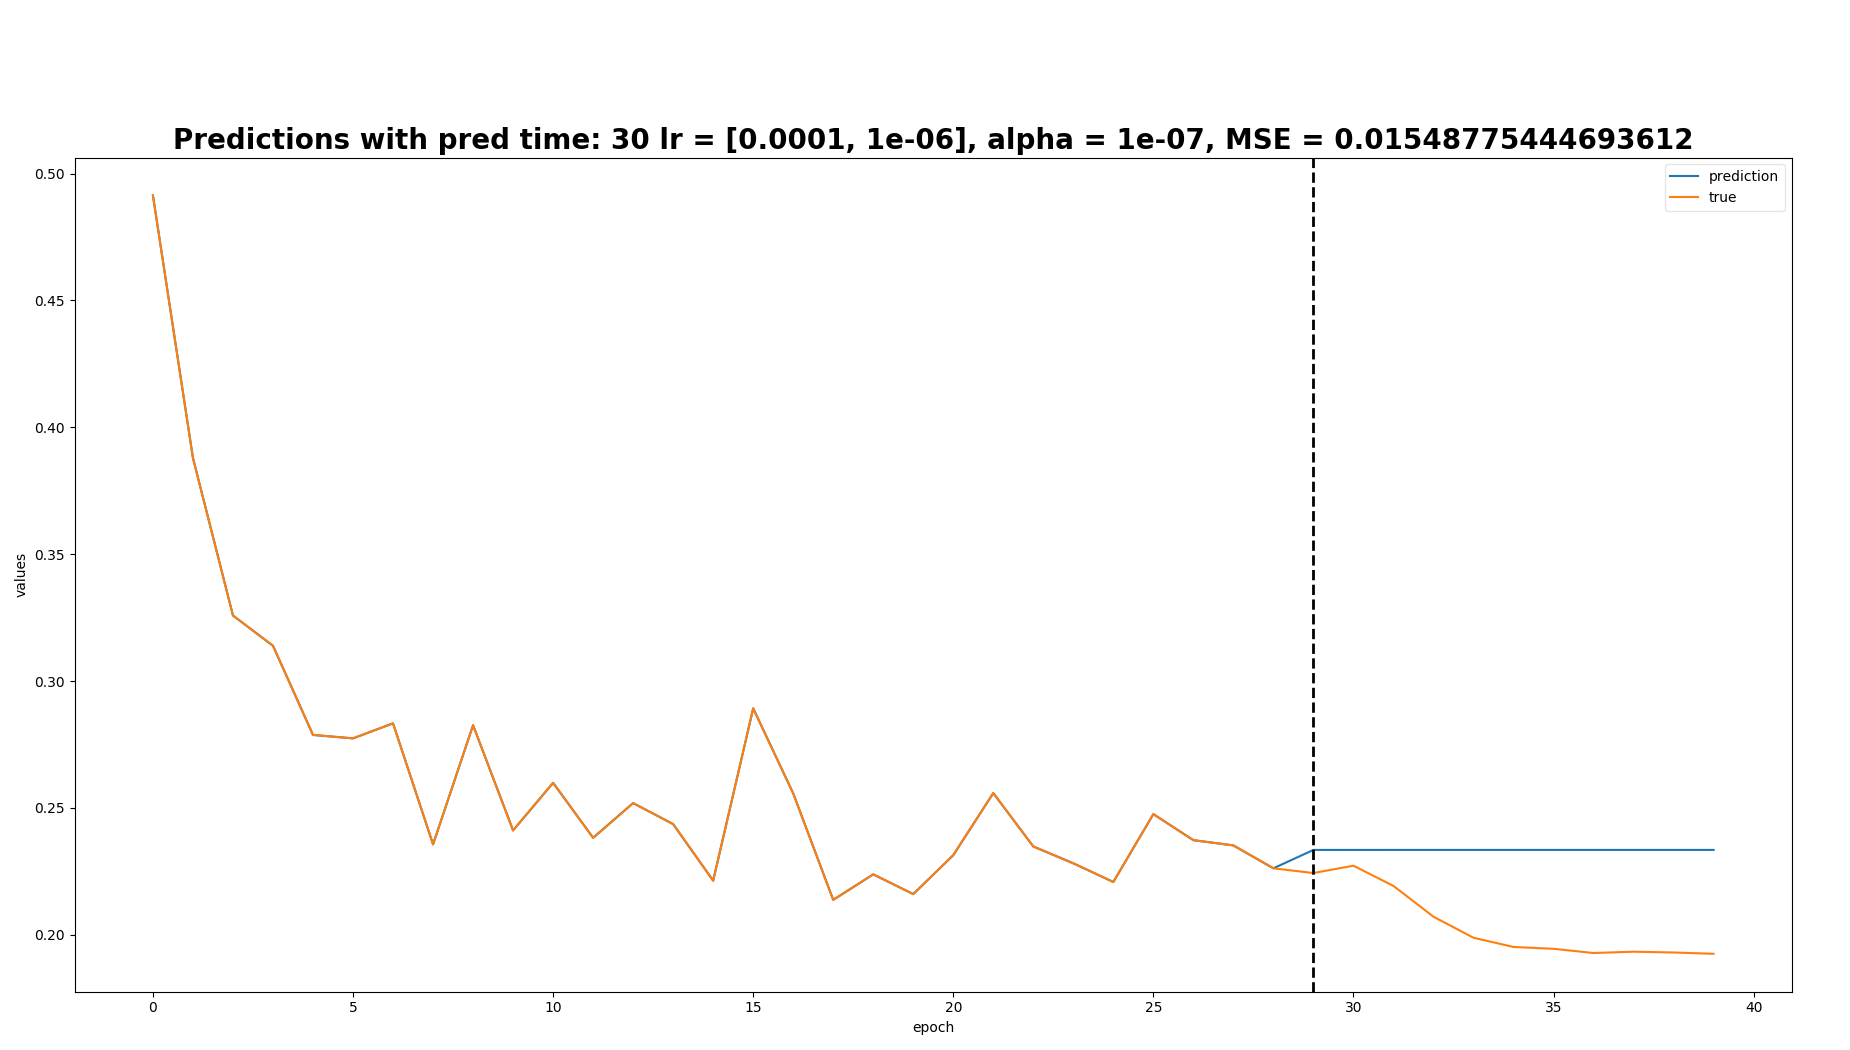 Predictions with pred time: 30 lr = [0.0001, 1e-06], alpha = 1e-07, MSE = 0.01548775444693612
prediction
true
0.50
0.45
0.40
0.35
0.30
0.25
0.20
values
0 5 10 15 20 25 30 35 40
epoch